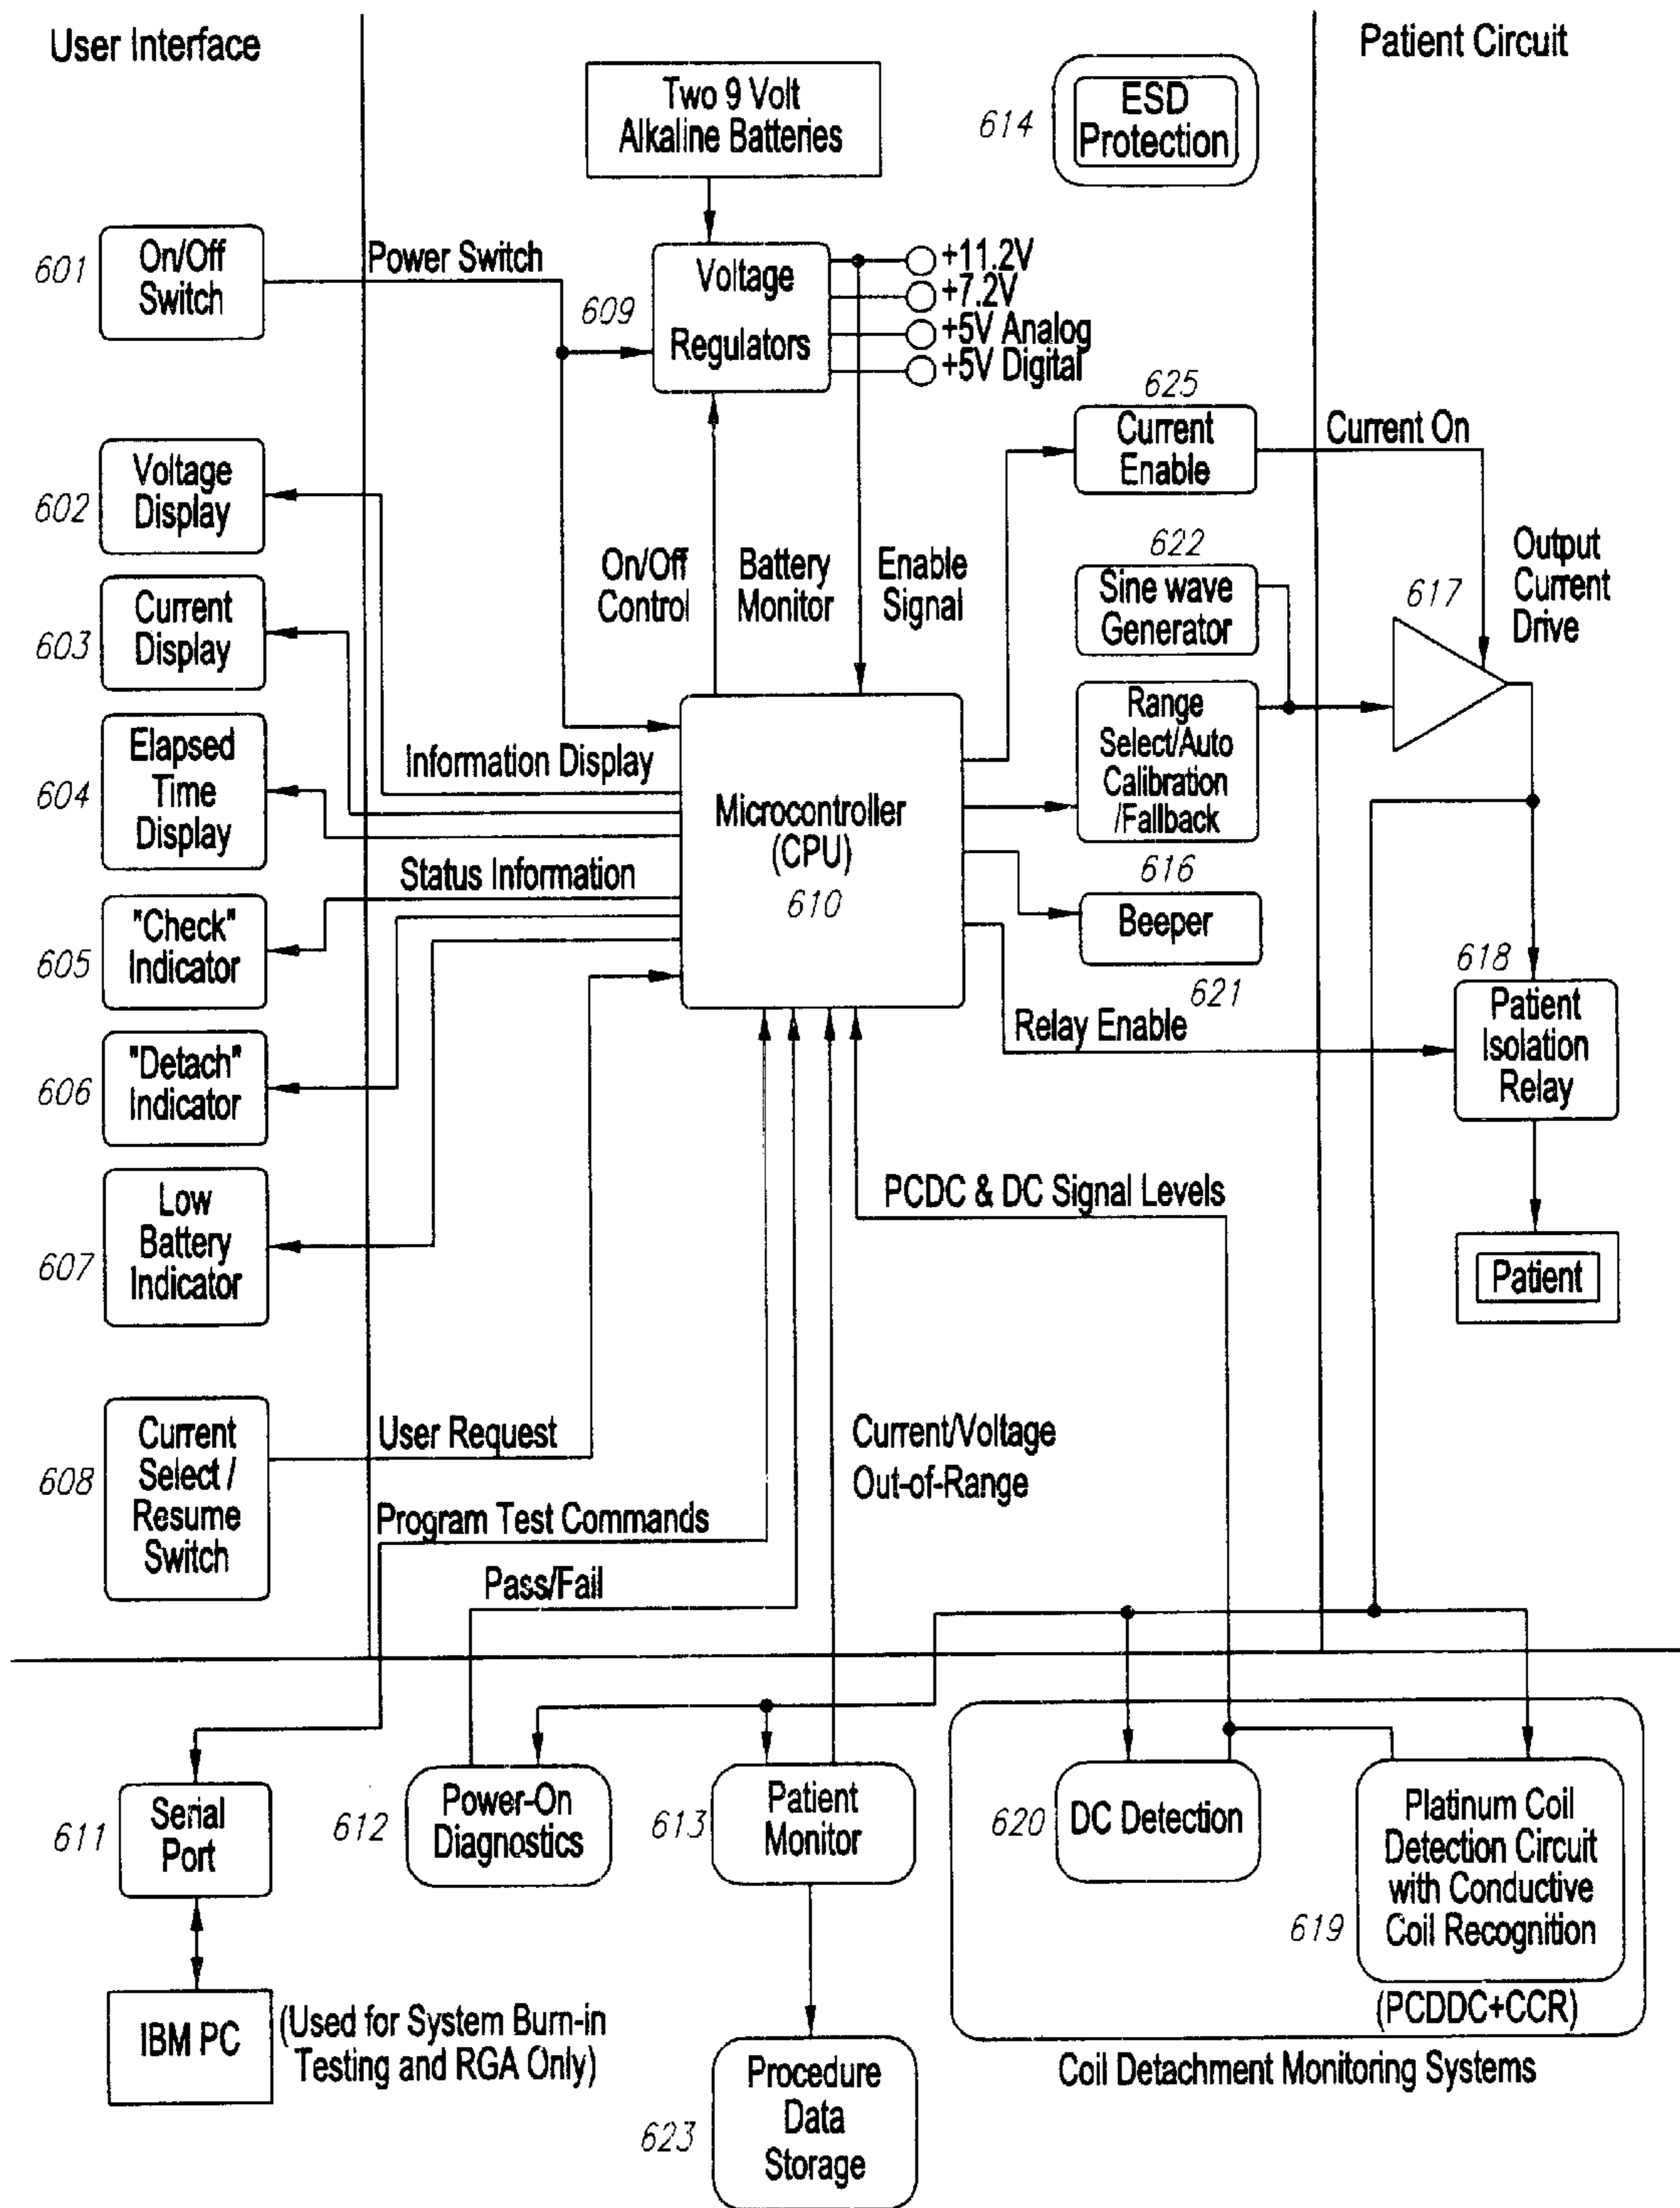 User Interface
Patient Circuit
Two 9 Volt
Alkaline Batteries
614
ESD
Protection
601
On/Off
Switch
Power Switch
609
Voltage
Regulators
+11.2V
+7.2V
+5V Analog
+5V Digital
625
Current
Enable
Current On
602
Voltage
Display
On/Off
Control
Battery
Monitor
Enable
Signal
622
Sine wave
Generator
617
Output
Current
Drive
603
Current
Display
604
Elapsed
Time
Display
Information Display
Status Information
Microcontroller
(CPU)
610
Range
Select/Auto
Calibration
/Fallback
616
Beeper
621
605
"Check"
Indicator
618
Patient
Isolation
Relay
Relay Enable
606
"Detach"
Indicator
607
Low
Battery
Indicator
PCDC & DC Signal Levels
Patient
608
Current
Select /
Resume
Switch
User Request
Current/Voltage
Out-of-Range
Program Test Commands
Pass/Fail
611
Serial
Port
612
Power-On
Diagnostics
613
Patient
Monitor
620
DC Detection
619
Platinum Coil
Detection Circuit
with Conductive
Coil Recognition
(PCDDC+CCR)
IBM PC
(Used for System Burn-in
Testing and RGA Only)
Coil Detachment Monitoring Systems
623
Procedure
Data
Storage